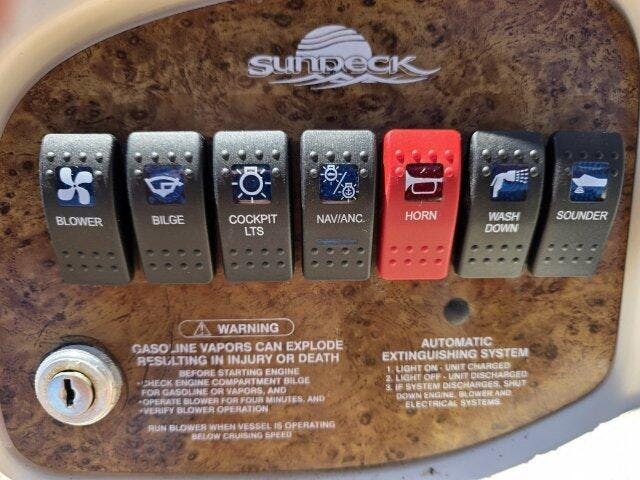 SUNDECK
BLOWER
BILGE
COCKPIT
LTS
NAV/ANC.
HORN
WASH
DOWN
SOUNDER
WARNING
GASOLINE VAPORS CAN EXPLODE
RESULTING IN INJURY OR DEATH
BEFORE STARTING ENGINE
•CHECK ENGINE COMPARTMENT BILGE
FOR GASOLINE OR VAPORS, AND
•OPERATE BLOWER FOR FOUR MINUTES, AND
•VERIFY BLOWER OPERATION
RUN BLOWER WHEN VESSEL IS OPERATING
BELOW CRUISING SPEED
AUTOMATIC
EXTINGUISHING SYSTEM
1. LIGHT ON - UNIT CHARGED
2. LIGHT OFF - UNIT DISCHARGED
3. IF SYSTEM DISCHARGES, SHUT
DOWN ENGINE, BLOWER AND
ELECTRICAL SYSTEMS.